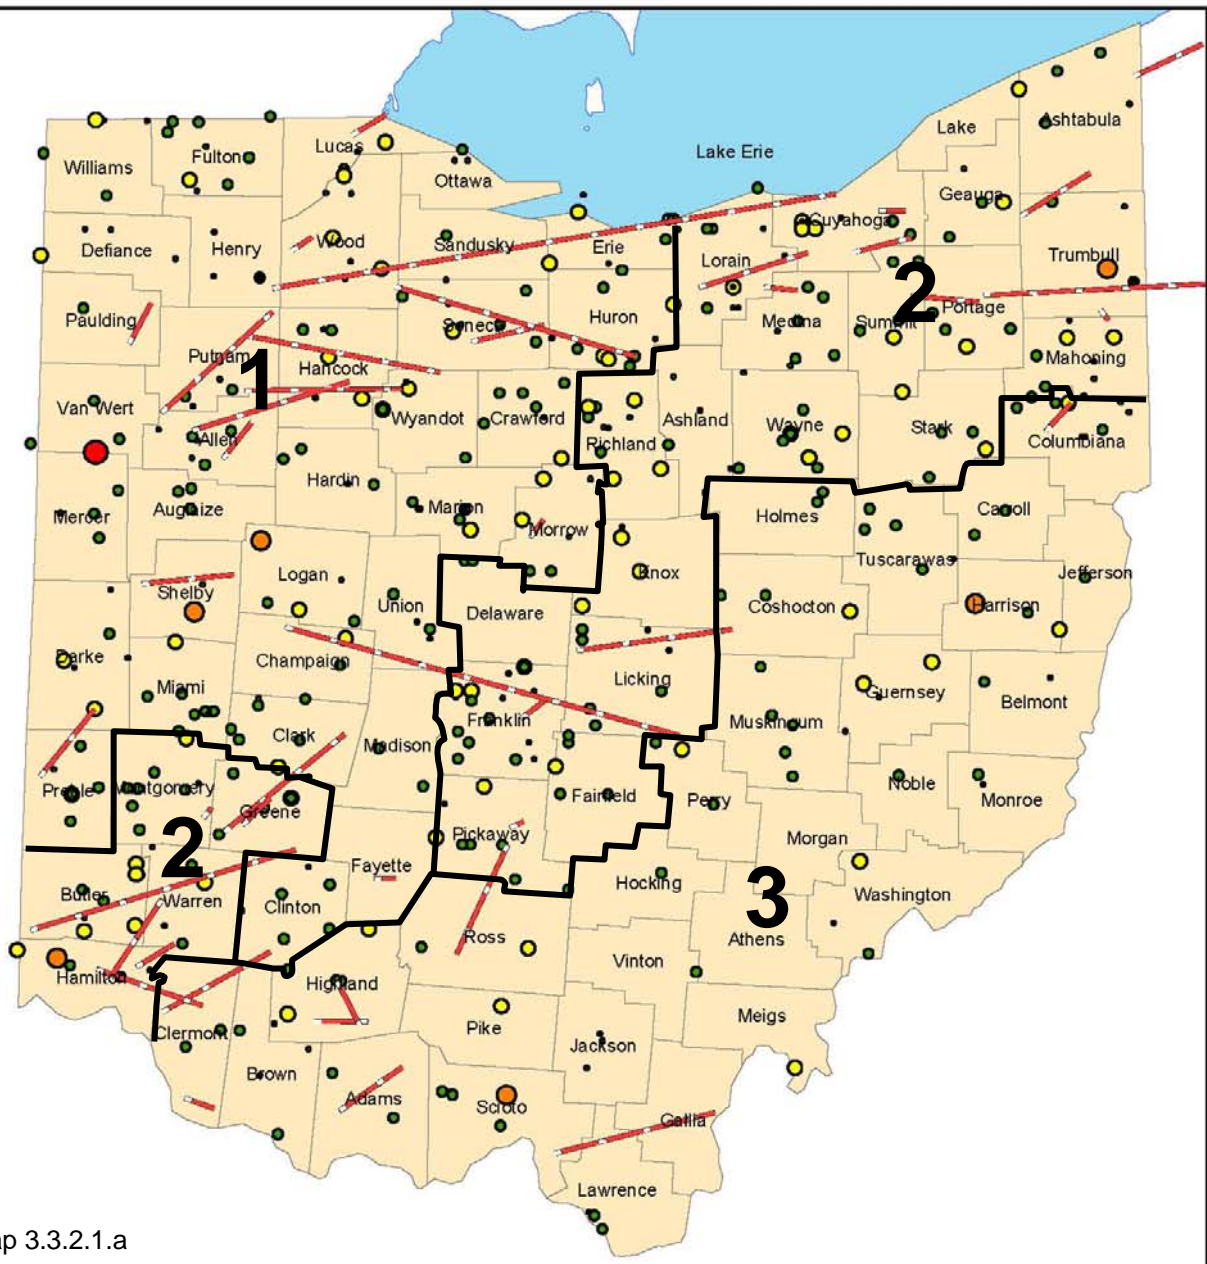 Lake Erie
Ashtabula
Lake
Lucas
Fulton
Williams
Ottawa
Geauga
Cuyahoga
Henry
Defiance
Wood
Sandusky
Erie
Lorain
Trumbull
2
Portage
Paulding
Huron
Medina
Summit
Seneca
Putnam
1
Hancock
Mahoning
Van Wert
Wyandot
Crawford
Ashland
Wayne
Stark
Allen
Richland
Columbiana
Hardin
Mercer
Auglaize
Marion
Morrow
Holmes
Carroll
Tuscarawas
Logan
Knox
Jefferson
Shelby
Union
Delaware
Coshocton
Harrison
Darke
Champaign
Miami
Licking
Guernsey
Belmont
Franklin
Muskingum
Clark
Madison
Preble
Montgomery
Greene
Fairfield
Perry
Noble
Monroe
2
Pickaway
Morgan
Fayette
Butler
Warren
Clinton
Hocking
3
Washington
Ross
Athens
Vinton
Hamilton
Highland
Meigs
Clermont
Pike
Jackson
Brown
Adams
Scioto
Gallia
Lawrence
ap 3.3.2.1.a